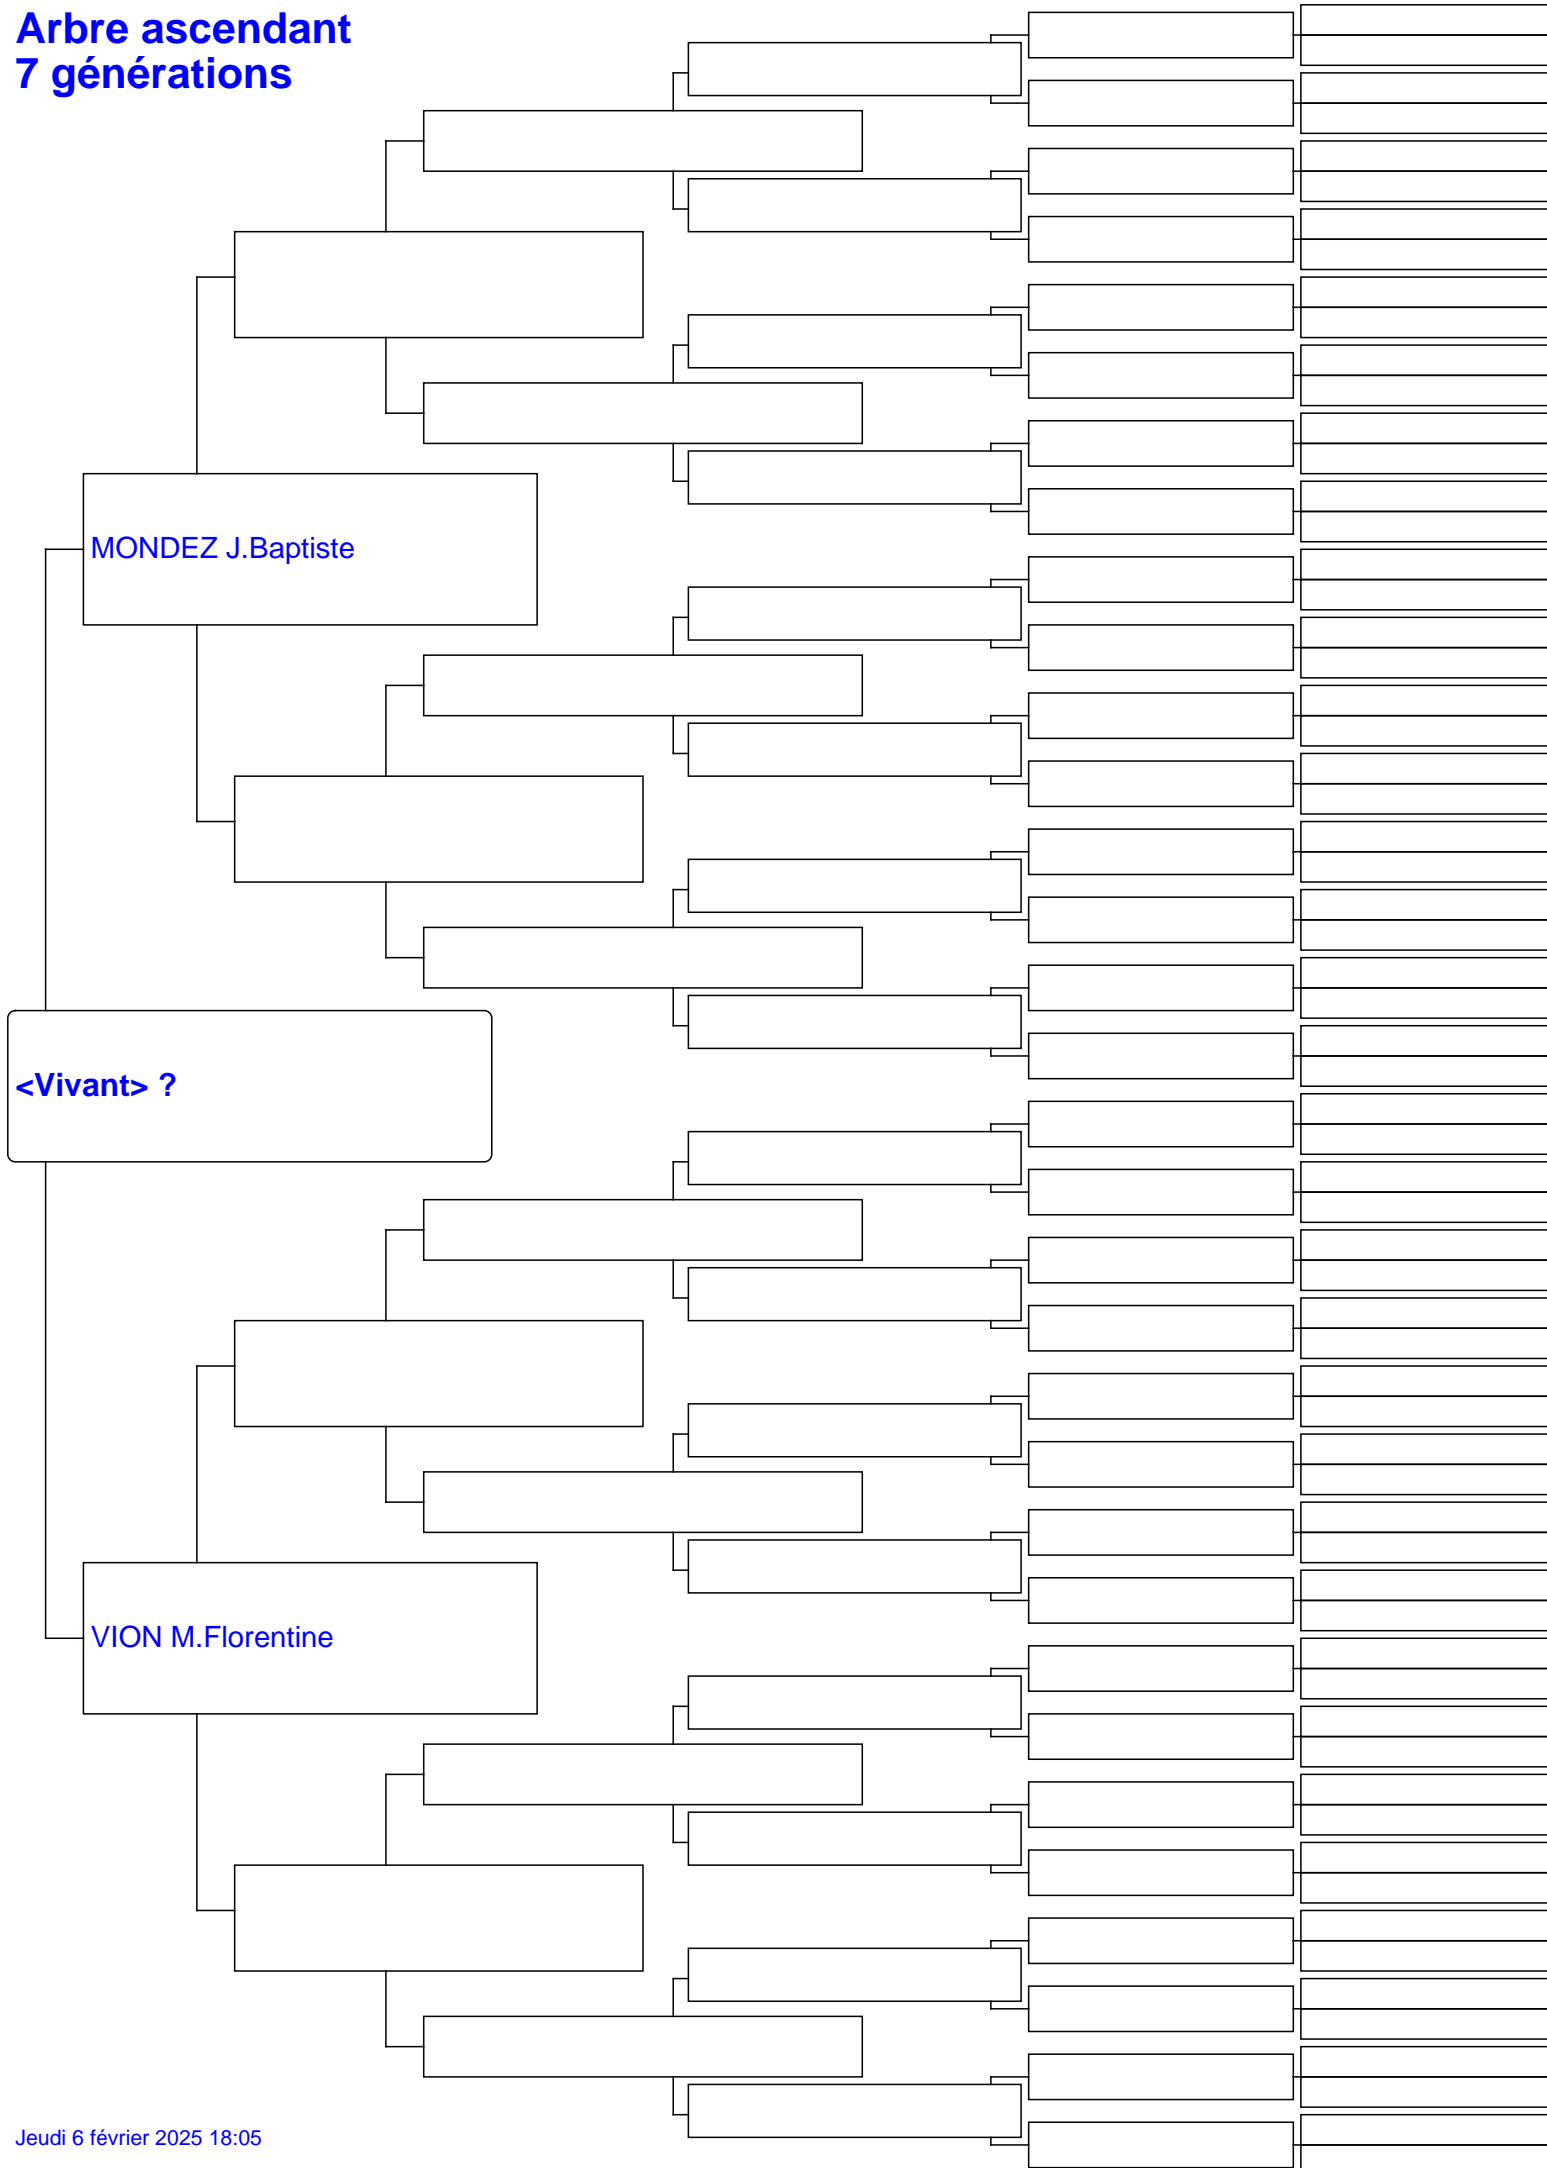 Arbre ascendant
7 générations
MONDEZ J.Baptiste
<Vivant> ?
VION M.Florentine
Jeudi 6 février 2025 18:05